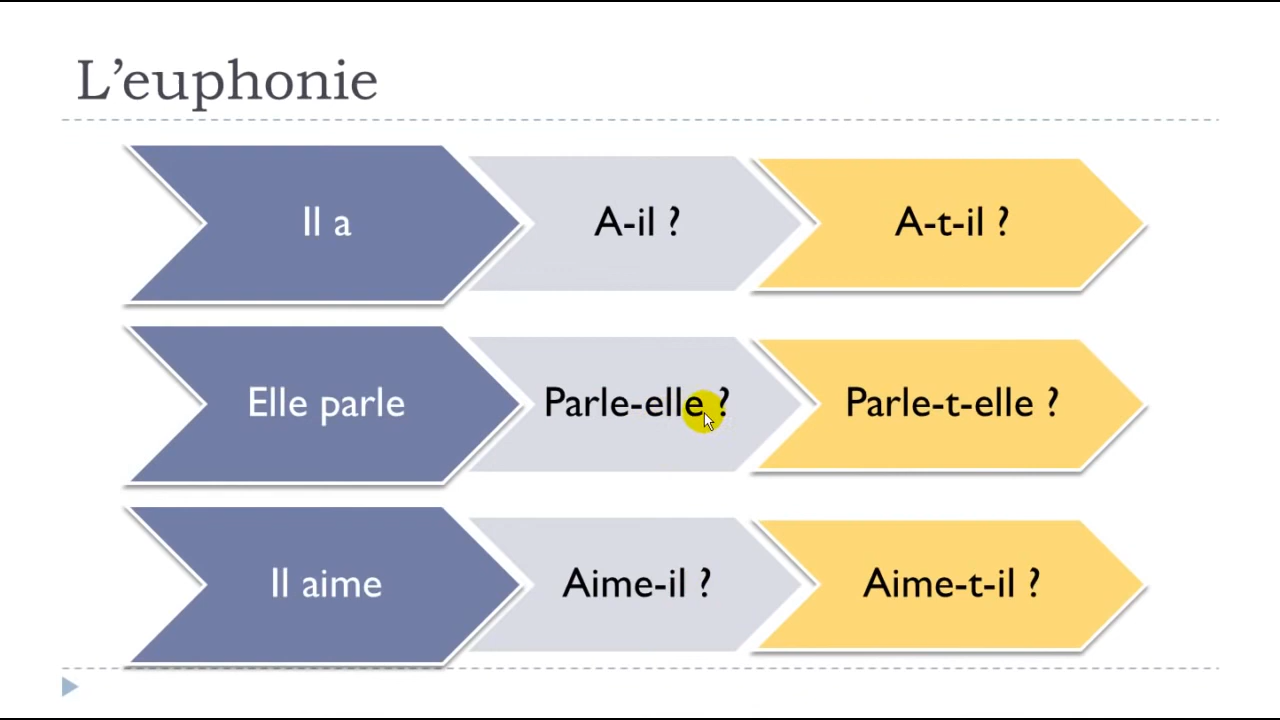 L’euphonie
Il a
A-il ?
A-t-il ?
Elle parle
Parle-elle ?
Parle-t-elle ?
Il aime
Aime-il ?
Aime-t-il ?